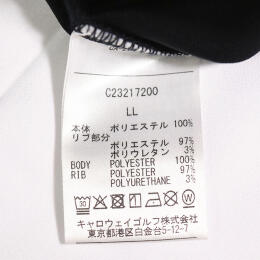 C23217200
LL
本体 ポリエステル 100%
リブ部分
ポリエステル 97%
ポリウレタン 3%
BODY POLYESTER 100%
RIB POLYESTER 97%
POLYURETHANE 3%
キャロウェイゴルフ株式会社
東京都港区白金台5-12-7